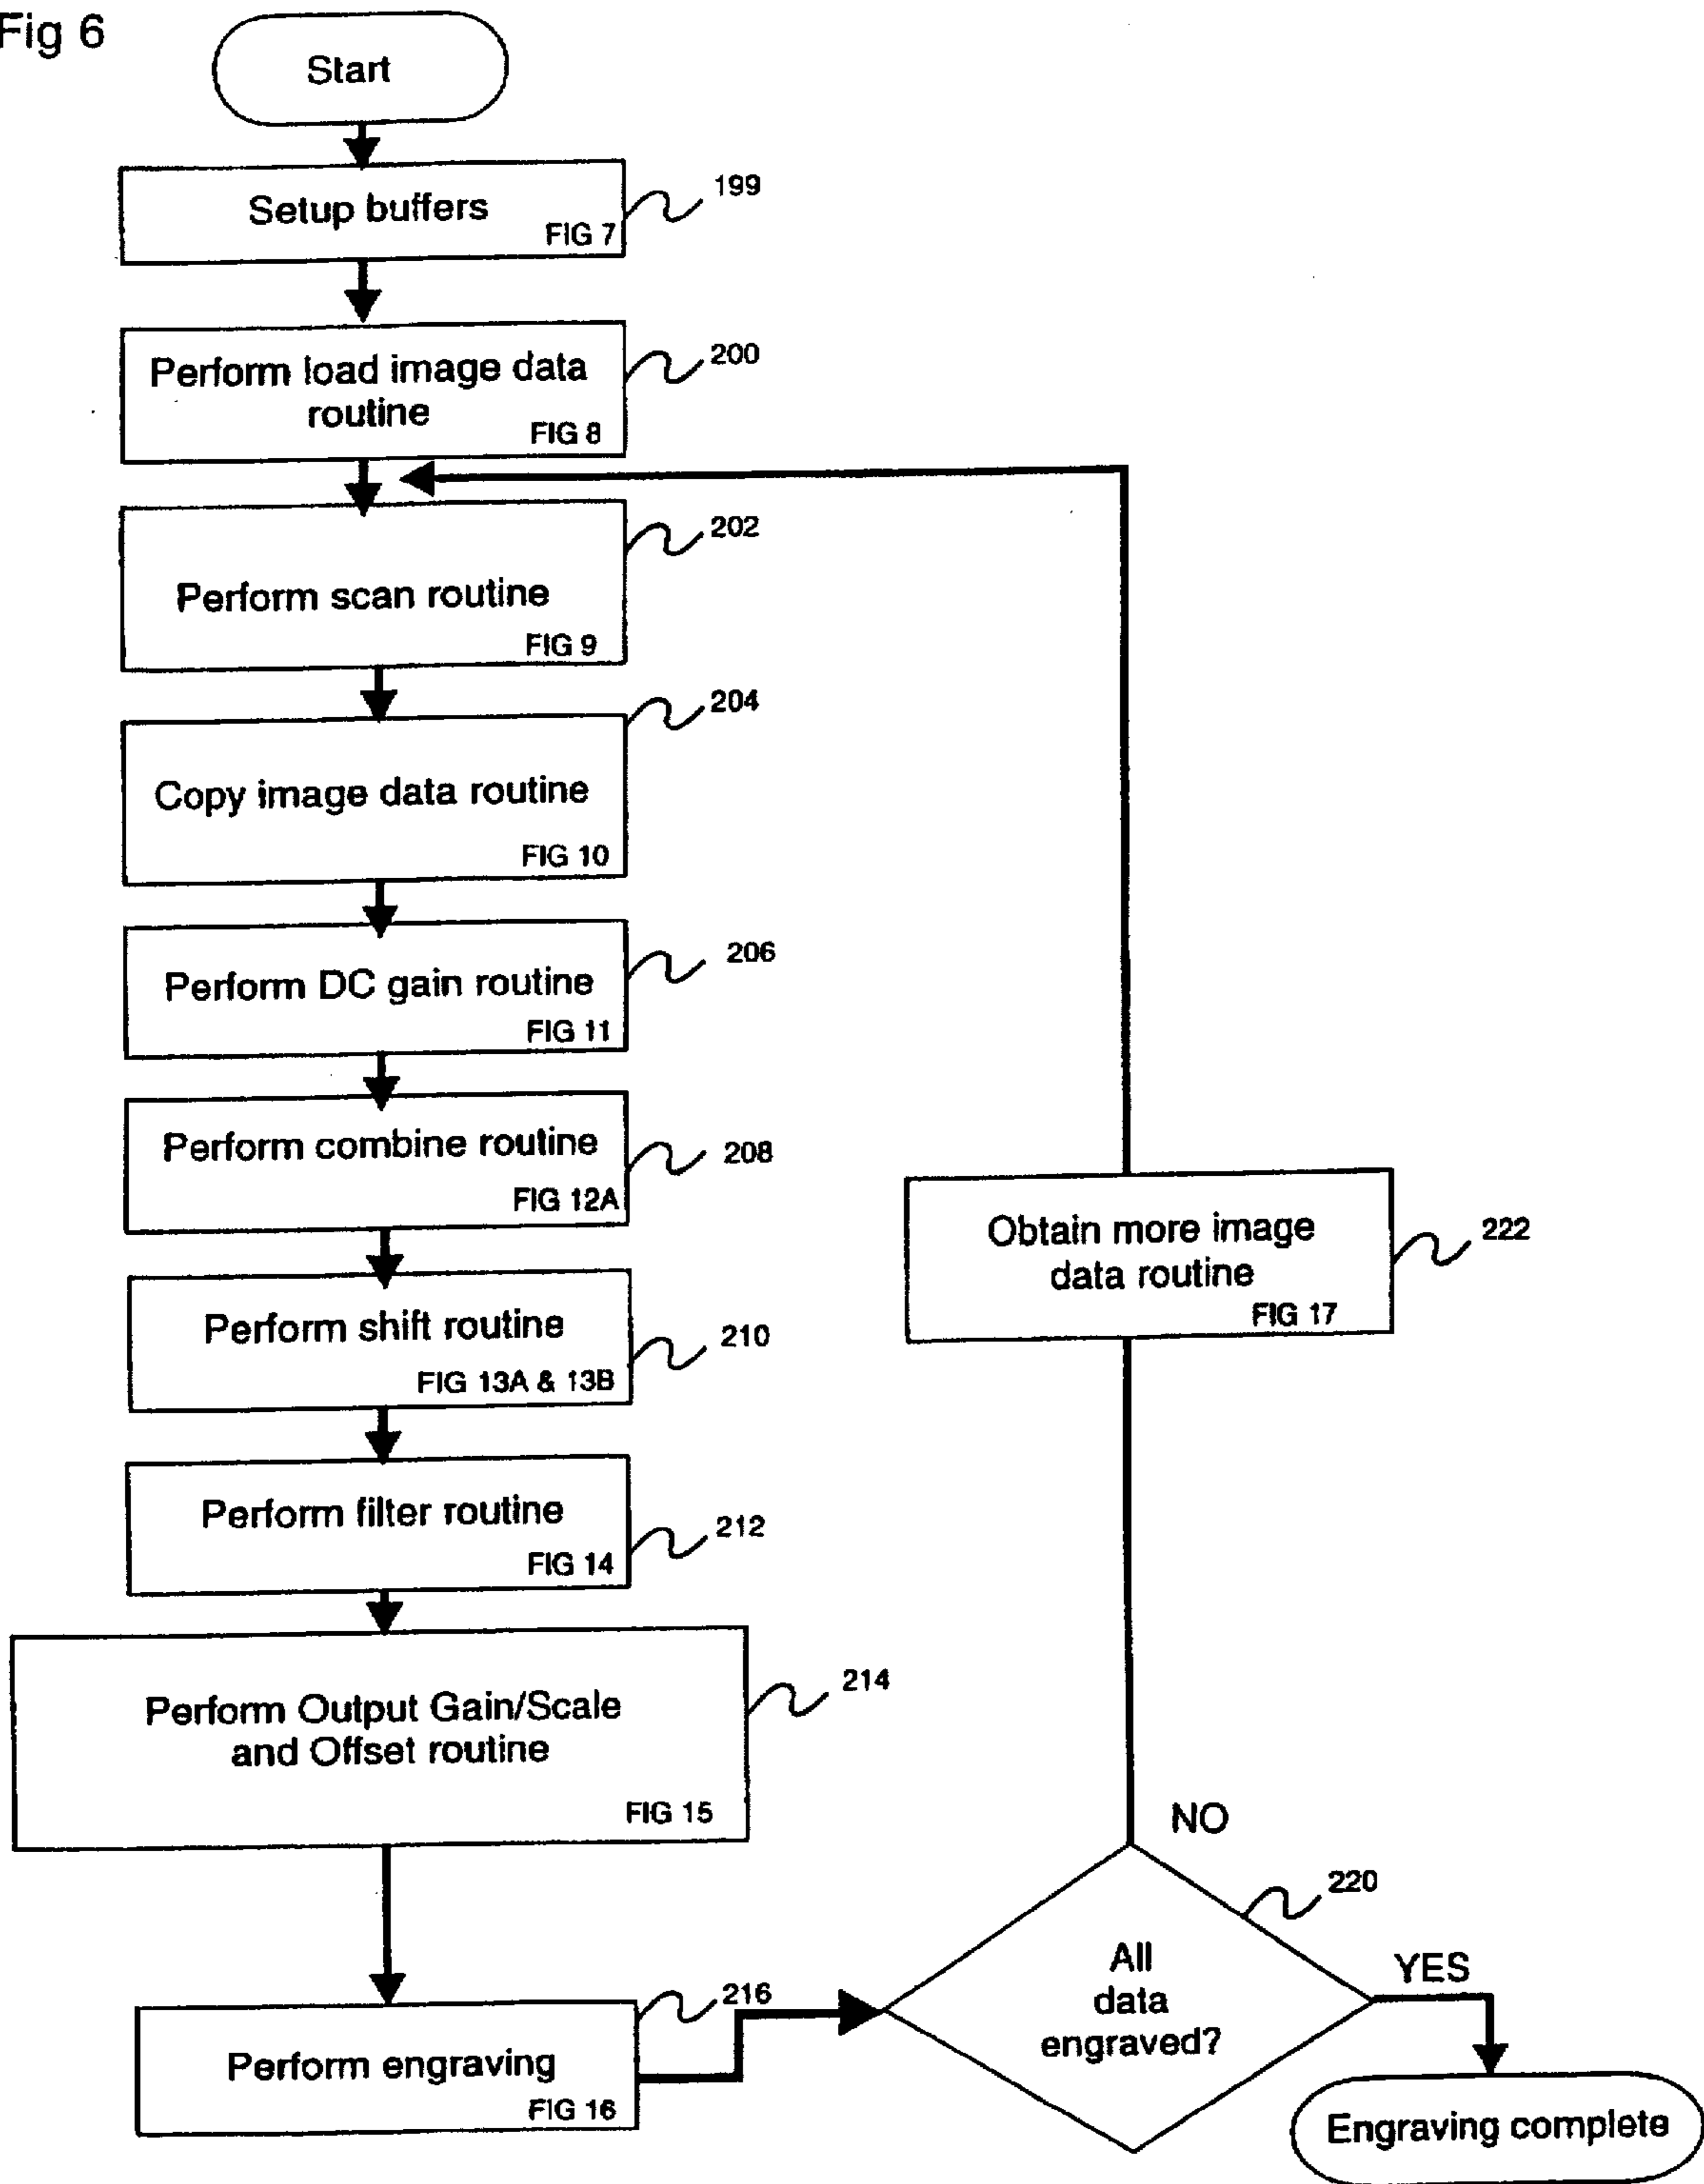 Fig 6
Start
Setup buffers
FIG 7
199
Perform load image data
routine
FIG 8
200
Perform scan routine
FIG 9
202
Copy image data routine
FIG 10
204
Perform DC gain routine
FIG 11
206
Perform combine routine
FIG 12A
208
Perform shift routine
FIG 13A & 13B
210
Perform filter routine
FIG 14
212
Perform Output Gain/Scale
and Offset routine
FIG 15
214
Perform engraving
FIG 16
216
All
data
engraved?
220
NO
YES
Obtain more image
data routine
FIG 17
222
Engraving complete